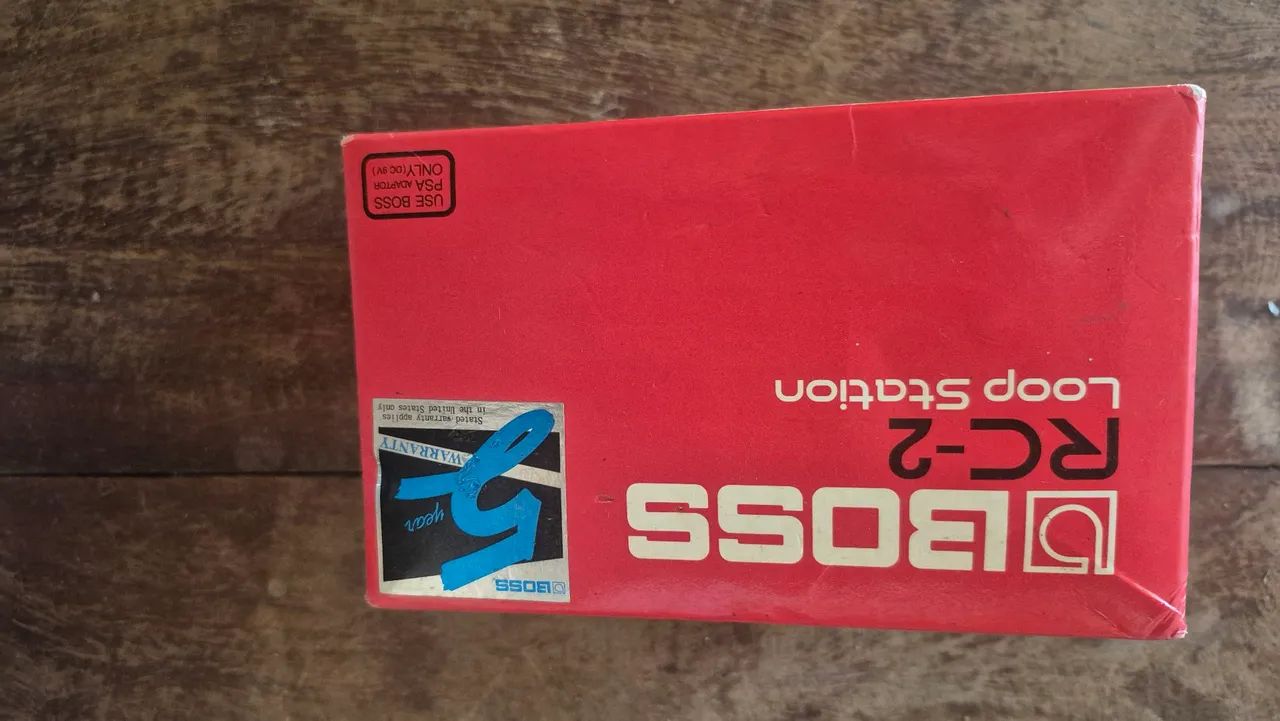 BOSS
RC-2
Loop Station
BOSS
5
year
WARRANTY
Stated warranty applies
in the United States only
USE BOSS
PSA ADAPTOR
ONLY (DC 9V)